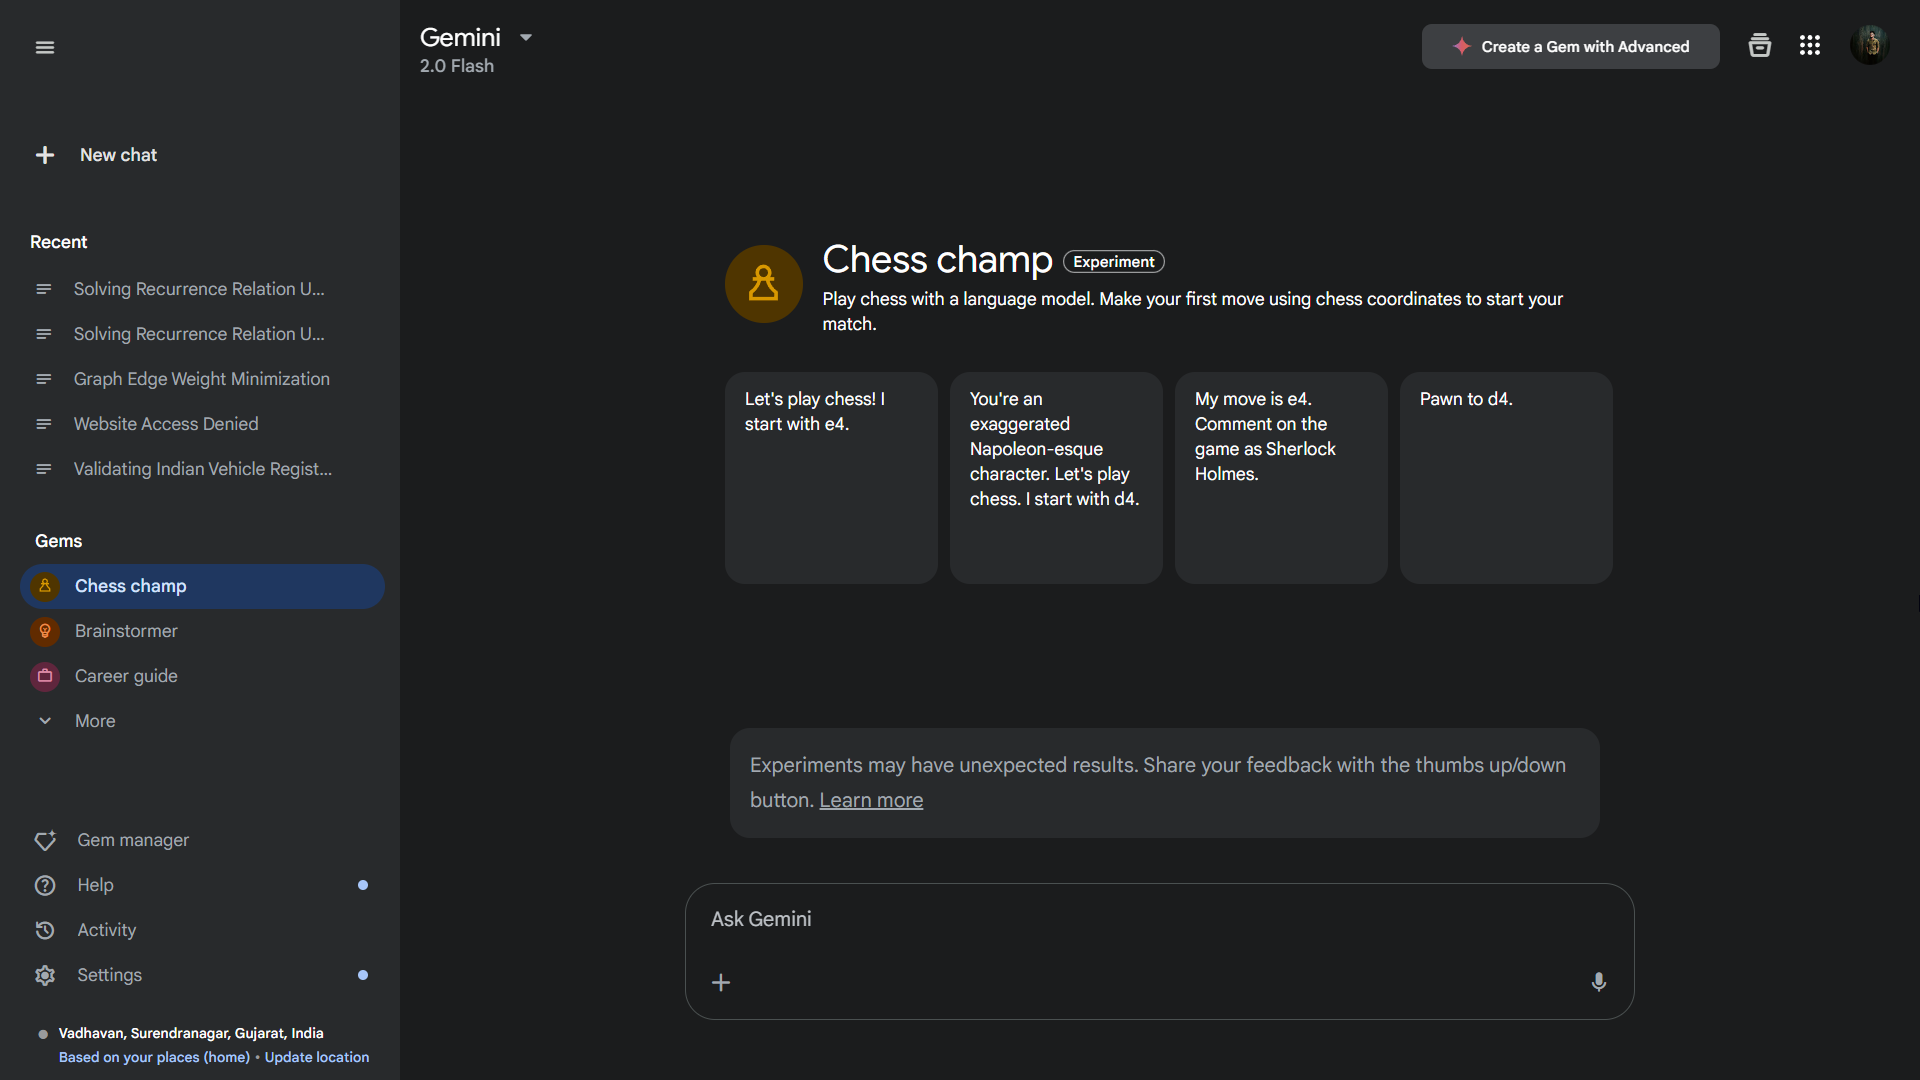 Gemini
2.0 Flash
Create a Gem with Advanced
New chat
Recent
Solving Recurrence Relation U...
Solving Recurrence Relation U...
Graph Edge Weight Minimization
Website Access Denied
Validating Indian Vehicle Regist...
Gems
Chess champ
Brainstormer
Career guide
More
Gem manager
Help
Activity
Settings
Vadhavan, Surendranagar, Gujarat, India
Based on your places (home) • Update location
Chess champ Experiment
Play chess with a language model. Make your first move using chess coordinates to start your
match.
Let's play chess! I
start with e4.
You're an
exaggerated
Napoleon-esque
character. Let's play
chess. I start with d4.
My move is e4.
Comment on the
game as Sherlock
Holmes.
Pawn to d4.
Experiments may have unexpected results. Share your feedback with the thumbs up/down
button. Learn more
Ask Gemini